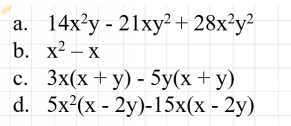 a. 14x²y - 21xy² + 28x²y²
b. x² – x
c. 3x(x + y) - 5y(x + y)
d. 5x²(x - 2y)-15x(x - 2y)